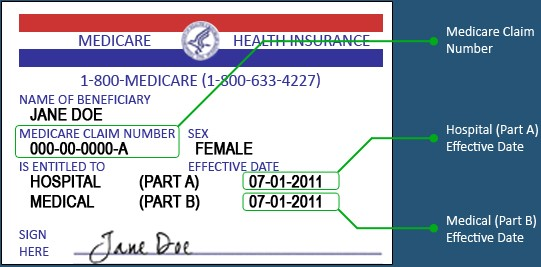 MEDICARE HEALTH INSURANCE
1-800-MEDICARE (1-800-633-4227)
NAME OF BENEFICIARY
JANE DOE
MEDICARE CLAIM NUMBER SEX
000-00-0000-A FEMALE
IS ENTITLED TO EFFECTIVE DATE
HOSPITAL (PART A) 07-01-2011
MEDICAL (PART B) 07-01-2011
SIGN
HERE Jane Doe
Medicare Claim
Number
Hospital (Part A)
Effective Date
Medical (Part B)
Effective Date